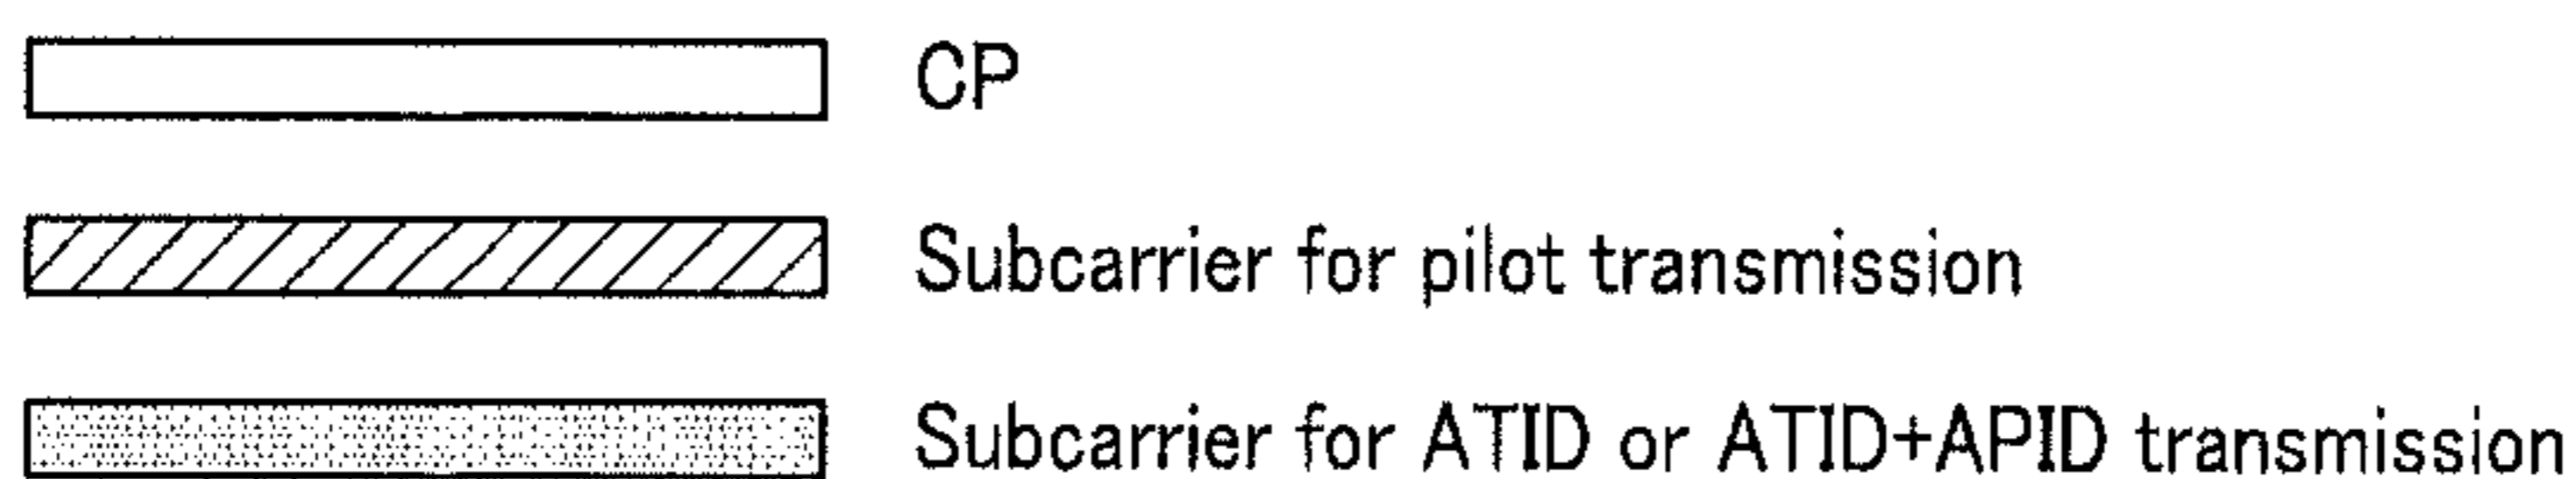 CP
Subcarrier for pilot transmission
Subcarrier for ATID or ATID+APID transmission